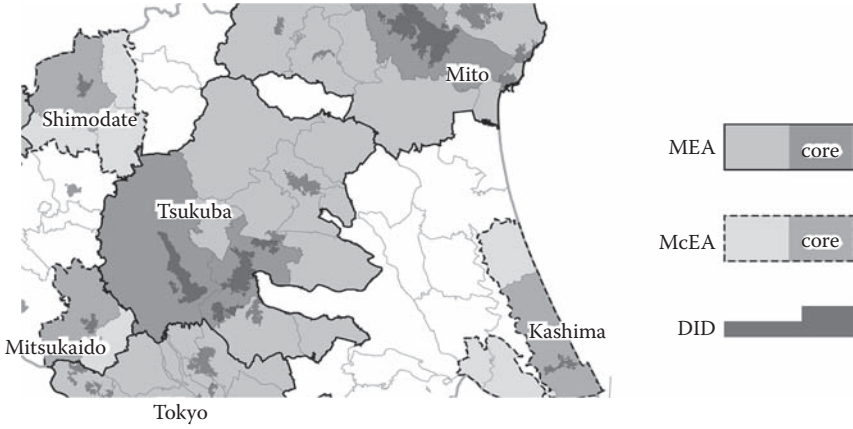 Mito
Shimodate
Tsukuba
Mitsukaido
Kashima
Tokyo
MEA
core
McEA
core
DID